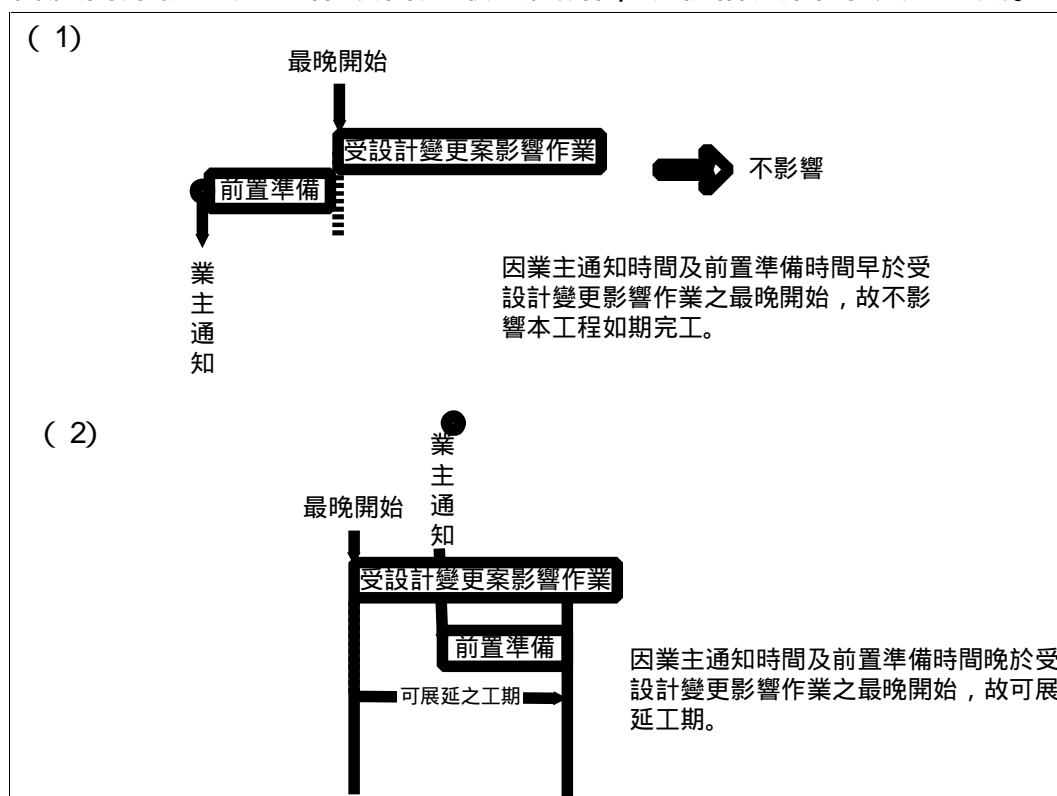 ( 1)
最晚開始
受設計變更案影響作業
不影響
前置準備
業主通知
因業主通知時間及前置準備時間早於受
設計變更影響作業之最晚開始，故不影
響本工程如期完工。
( 2)
業主通知
最晚開始
受設計變更案影響作業
前置準備
可展延之工期
因業主通知時間及前置準備時間晚於受
設計變更影響作業之最晚開始，故可展
延工期。